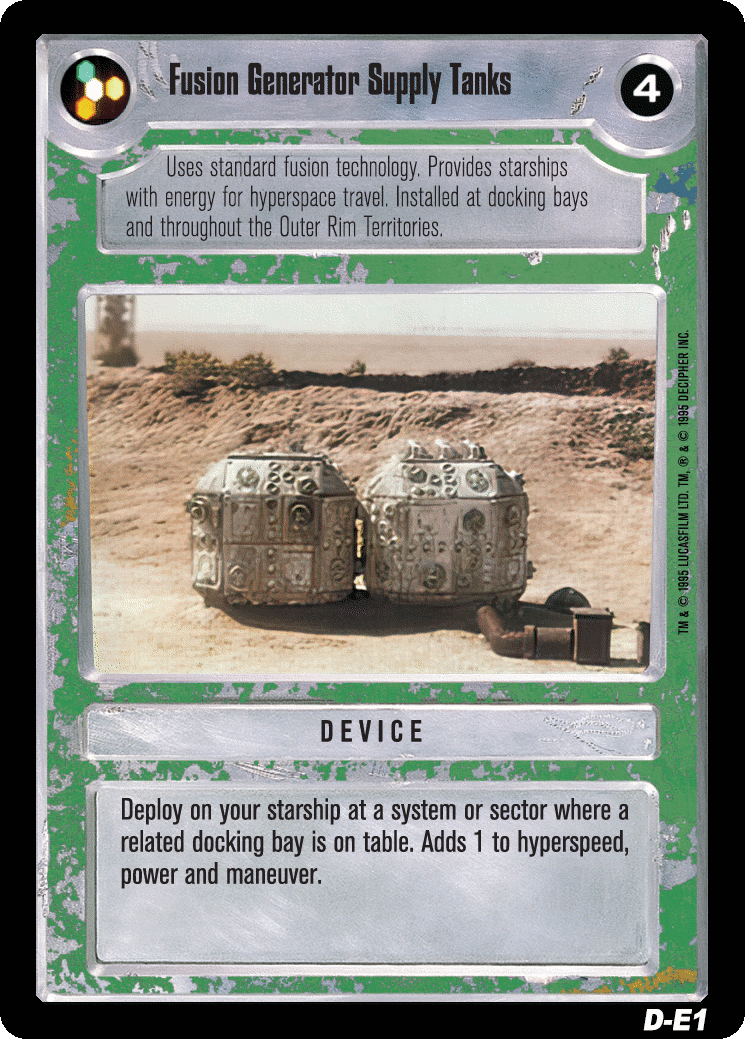 Fusion Generator Supply Tanks
4
Uses standard fusion technology. Provides starships
with energy for hyperspace travel. Installed at docking bays
and throughout the Outer Rim Territories.
TM & © 1995 LUCASFILM LTD. TM, ® & © 1995 DECIPHER INC.
DEVICE
Deploy on your starship at a system or sector where a
related docking bay is on table. Adds 1 to hyperspeed,
power and maneuver.
D-E1